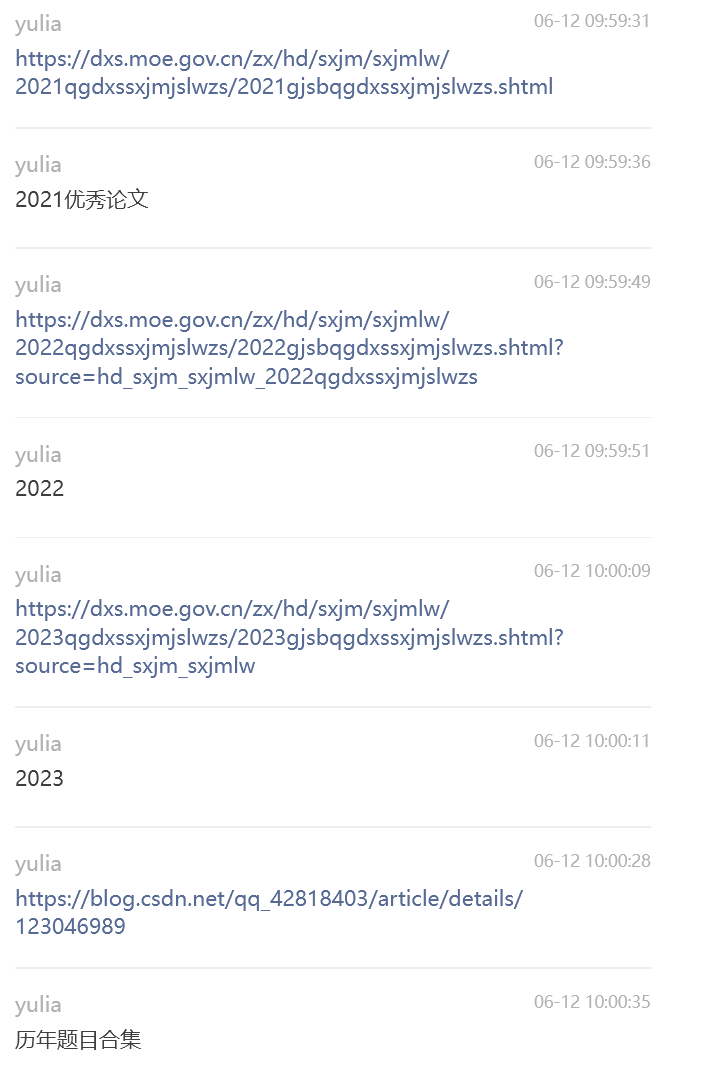 yulia 06-12 09:59:31
https://dxs.moe.gov.cn/zx/hd/sxjm/sxjmlw/
2021qgdxssxjmjslwzs/2021gjsbqgdxssxjmjslwzs.shtml
yulia 06-12 09:59:36
2021优秀论文
yulia 06-12 09:59:49
https://dxs.moe.gov.cn/zx/hd/sxjm/sxjmlw/
2022qgdxssxjmjslwzs/2022gjsbqgdxssxjmjslwzs.shtml?
source=hd_sxjm_sxjmlw_2022qgdxssxjmjslwzs
yulia 06-12 09:59:51
2022
yulia 06-12 10:00:09
https://dxs.moe.gov.cn/zx/hd/sxjm/sxjmlw/
2023qgdxssxjmjslwzs/2023gjsbqgdxssxjmjslwzs.shtml?
source=hd_sxjm_sxjmlw
yulia 06-12 10:00:11
2023
yulia 06-12 10:00:28
https://blog.csdn.net/qq_42818403/article/details/
123046989
yulia 06-12 10:00:35
历年题目合集